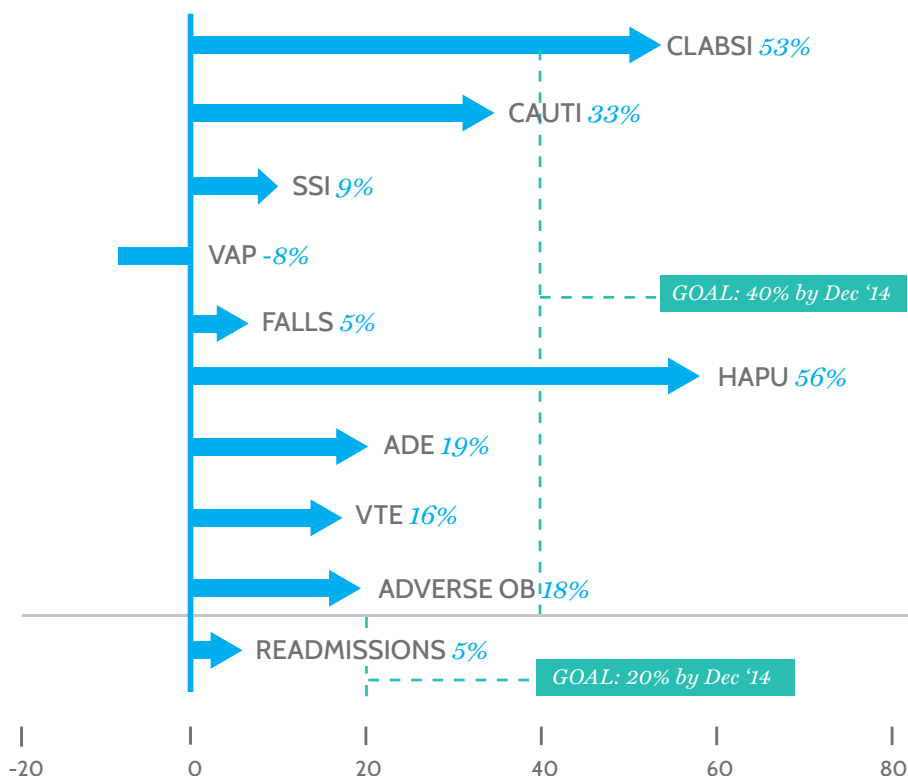 CLABSI 53%
CAUTI 33%
SSI 9%
VAP -8%
GOAL: 40% by Dec ‘14
FALLS 5%
HAPU 56%
ADE 19%
VTE 16%
ADVERSE OB 18%
READMISSIONS 5%
GOAL: 20% by Dec ‘14
-20 0 20 40 60 80